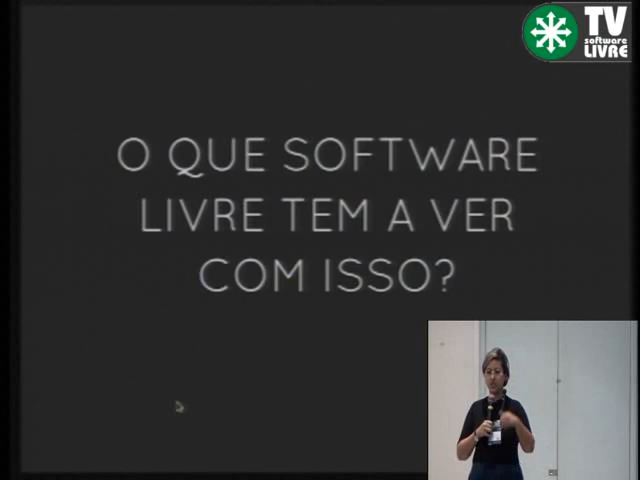 TV
software
LIVRE
O QUE SOFTWARE
LIVRE TEM A VER
COM ISSO?